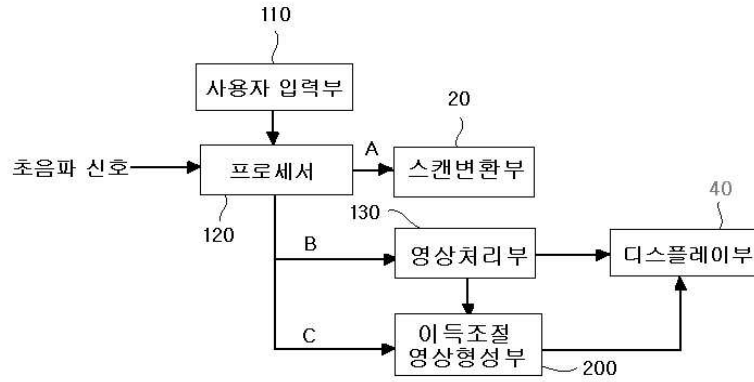 110
사용자 입력부
20
A
초음파 신호
프로세서
스캔변환부
120
130
40
B
영상처리부
디스플레이부
C
이득조절
영상형성부
200